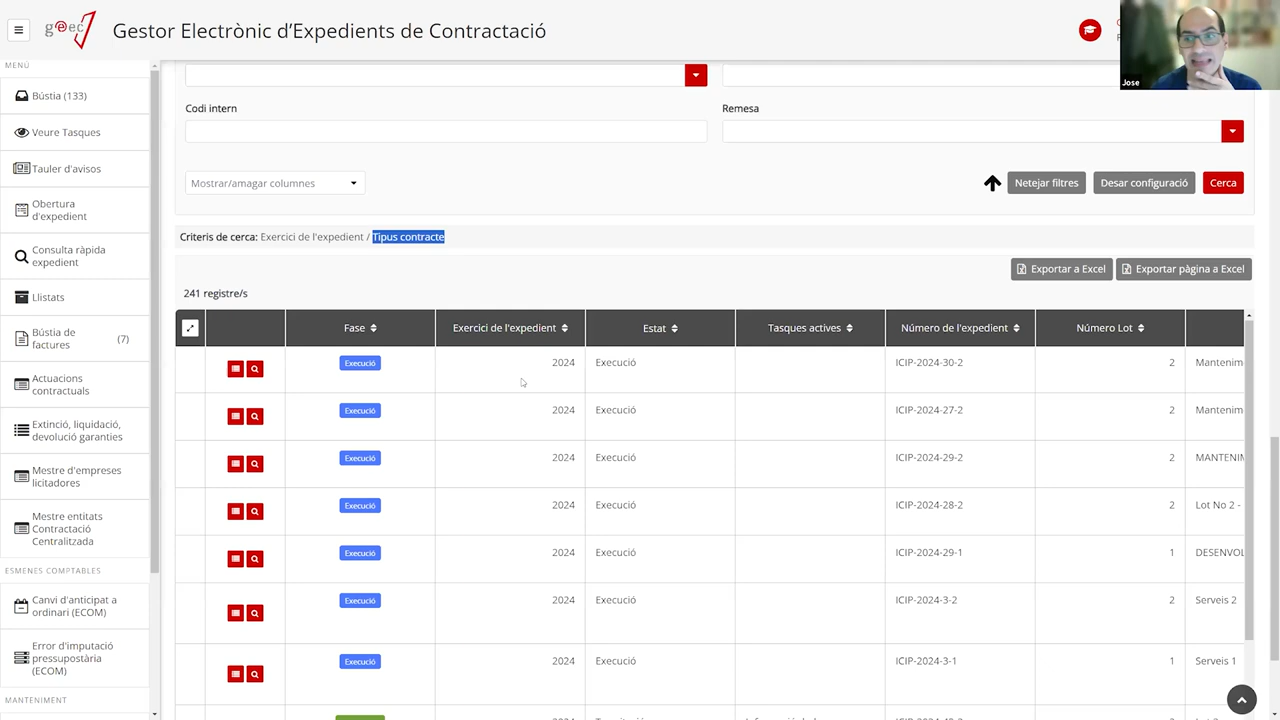 geec
Gestor Electrònic d'Expedients de Contractació
Jose
MENÚ
Bústia (133)
Veure Tasques
Tauler d'avisos
Obertura
d'expedient
Consulta ràpida
expedient
Llistats
Bústia de
factures
(7)
Actuacions
contractuals
Extinció, liquidació,
devolució garanties
Mestre d'empreses
licitadores
Mestre entitats
Contractació
Centralitzada
ESMENES COMPTABLES
Canvi d'anticipat a
ordinari (ECOM)
Error d'imputació
pressupostària
(ECOM)
MANTENIMENT
Codi intern
Remesa
Mostrar/amagar columnes
Netejar filtres
Desar configuració
Cerca
Criteris de cerca: Exercici de l'expedient / Tipus contracte
Exportar a Excel
Exportar pàgina a Excel
241 registre/s
Fase Exercici de l'expedient Estat Tasques actives Número de l'expedient Número Lot
Execució 2024 Execució ICIP-2024-30-2 2 Mantenim
Execució 2024 Execució ICIP-2024-27-2 2 Mantenim
Execució 2024 Execució ICIP-2024-29-2 2 MANTENIM
Execució 2024 Execució ICIP-2024-28-2 2 Lot No 2 -
Execució 2024 Execució ICIP-2024-29-1 1 DESENVOL
Execució 2024 Execució ICIP-2024-3-2 2 Serveis 2
Execució 2024 Execució ICIP-2024-3-1 1 Serveis 1